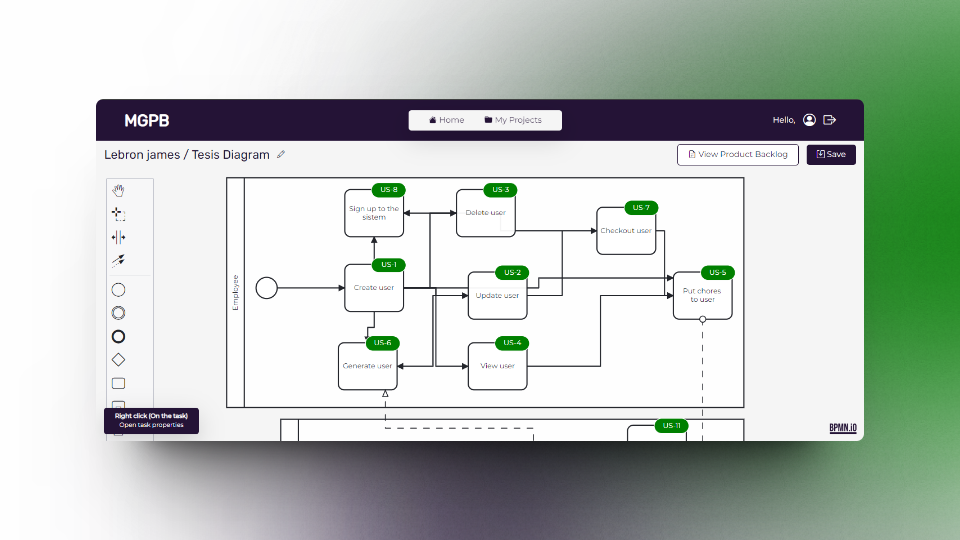 MGPB
Home
My Projects
Hello,
Lebron james / Tesis Diagram
View Product Backlog
Save
Employee
US-8
Sign up to the
sistem
US-3
Delete user
US-7
Checkout user
US-1
Create user
US-2
Update user
US-5
Put chores
to user
US-6
Generate user
US-4
View user
Right click (On the task)
Open task properties
US-11
BPMN.iO